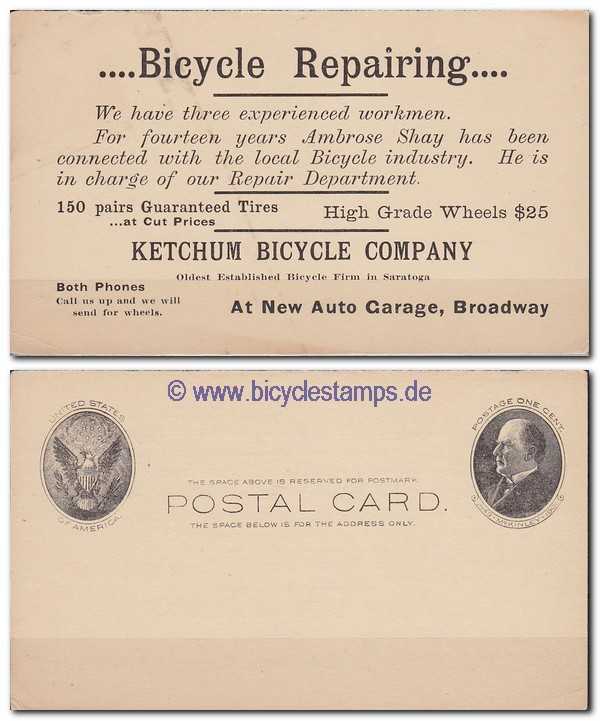 ....Bicycle Repairing....
We have three experienced workmen.
For fourteen years Ambrose Shay has been
connected with the local Bicycle industry. He is
in charge of our Repair Department.
150 pairs Guaranteed Tires
...at Cut Prices
High Grade Wheels $25
KETCHUM BICYCLE COMPANY
Oldest Established Bicycle Firm in Saratoga
Both Phones
Call us up and we will
send for wheels.
At New Auto Garage, Broadway
© www.bicyclestamps.de
UNITED STATES
OF AMERICA.
THE SPACE ABOVE IS RESERVED FOR POSTMARK.
POSTAL CARD.
THE SPACE BELOW IS FOR THE ADDRESS ONLY.
POSTAGE ONE CENT.
1843-McKINLEY-1901